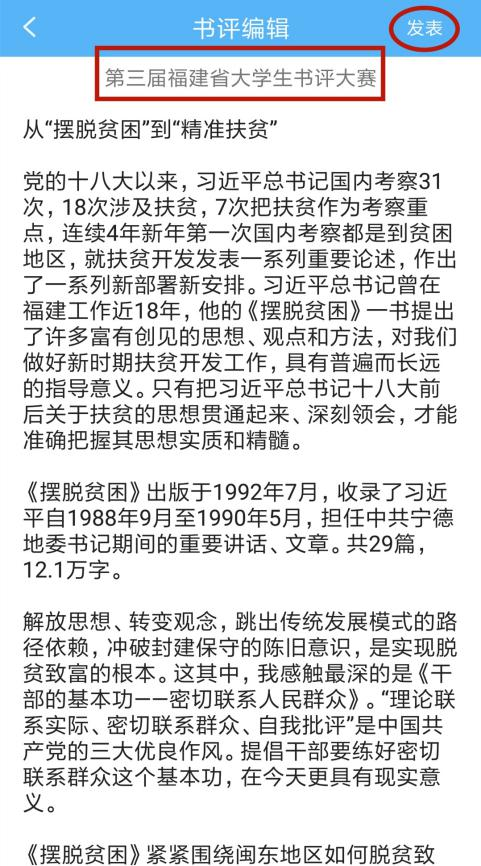 书评编辑
发表
第三届福建省大学生书评大赛
从“摆脱贫困”到“精准扶贫”
党的十八大以来，习近平总书记国内考察31
次，18次涉及扶贫，7次把扶贫作为考察重
点，连续4年新年第一次国内考察都是到贫困
地区，就扶贫开发发表一系列重要论述，作出
了一系列新部署新安排。习近平总书记曾在
福建工作近18年，他的《摆脱贫困》一书提出
了许多富有创见的思想、观点和方法，对我们
做好新时期扶贫开发工作，具有普遍而长远
的指导意义。只有把习近平总书记十八大前
后关于扶贫的思想贯通起来、深刻领会，才能
准确把握其思想实质和精髓。
《摆脱贫困》出版于1992年7月，收录了习近
平自1988年9月至1990年5月，担任中共宁德
地委书记期间的重要讲话、文章。共29篇，
12.1万字。
解放思想、转变观念，跳出传统发展模式的路
径依赖，冲破封建保守的陈旧意识，是实现脱
贫致富的根本。这其中，我感触最深的是《干
部的基本功——密切联系人民群众》。“理论联
系实际、密切联系群众、自我批评”是中国共
产党的三大优良作风。提倡干部要练好密切
联系群众这个基本功，在今天更具有现实意
义。
《摆脱贫困》紧紧围绕闽东地区如何脱贫致